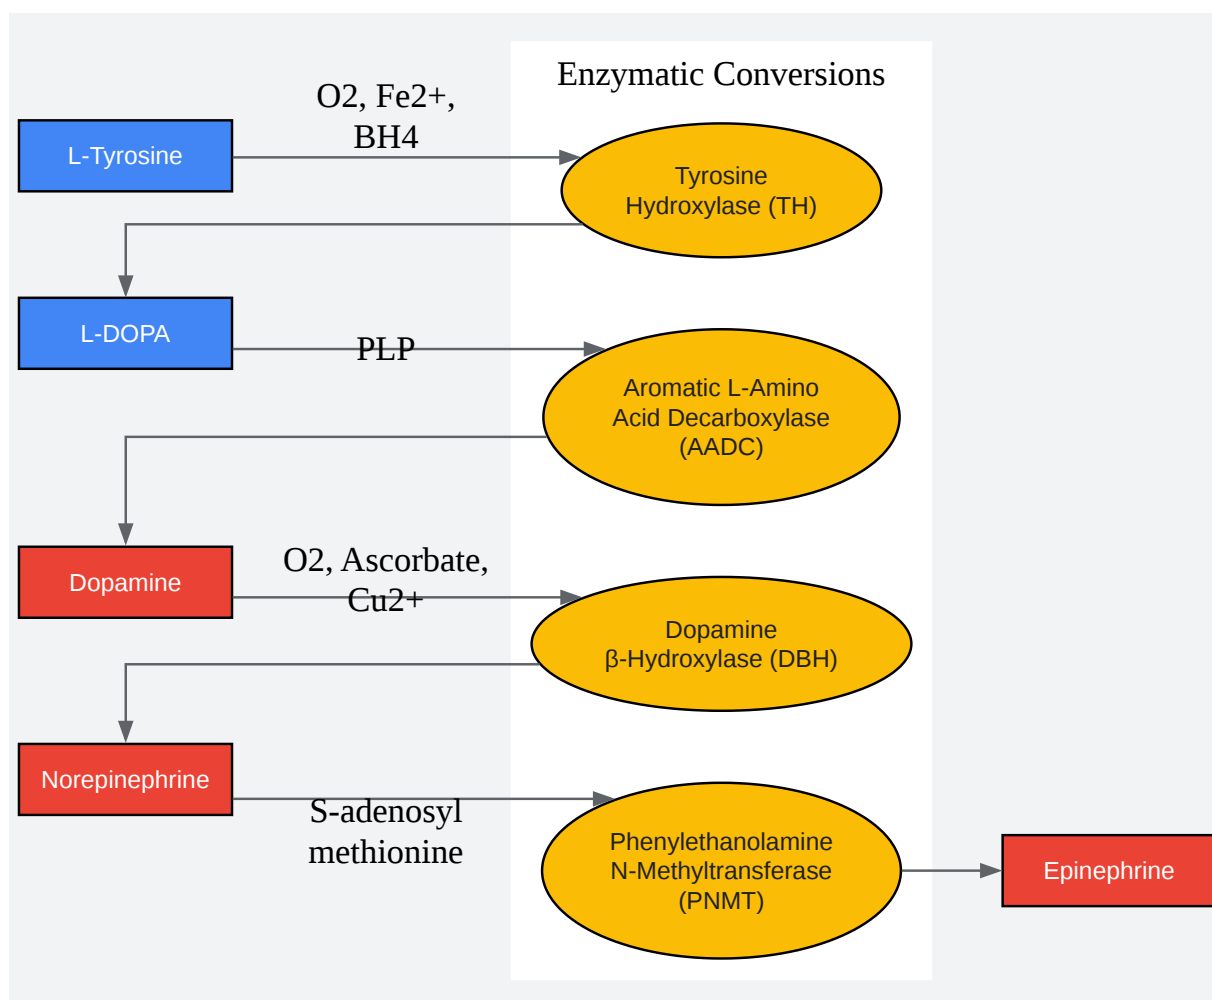 Enzymatic Conversions
O2, Fe2+,
BH4
L-Tyrosine
Tyrosine
Hydroxylase (TH)
L-DOPA
PLP
Aromatic L-Amino
Acid Decarboxylase
(AADC)
Dopamine
O2, Ascorbate,
Cu2+
Dopamine
β-Hydroxylase (DBH)
Norepinephrine
S-adenosyl
methionine
Phenylethanolamine
N-Methyltransferase
(PNMT)
Epinephrine